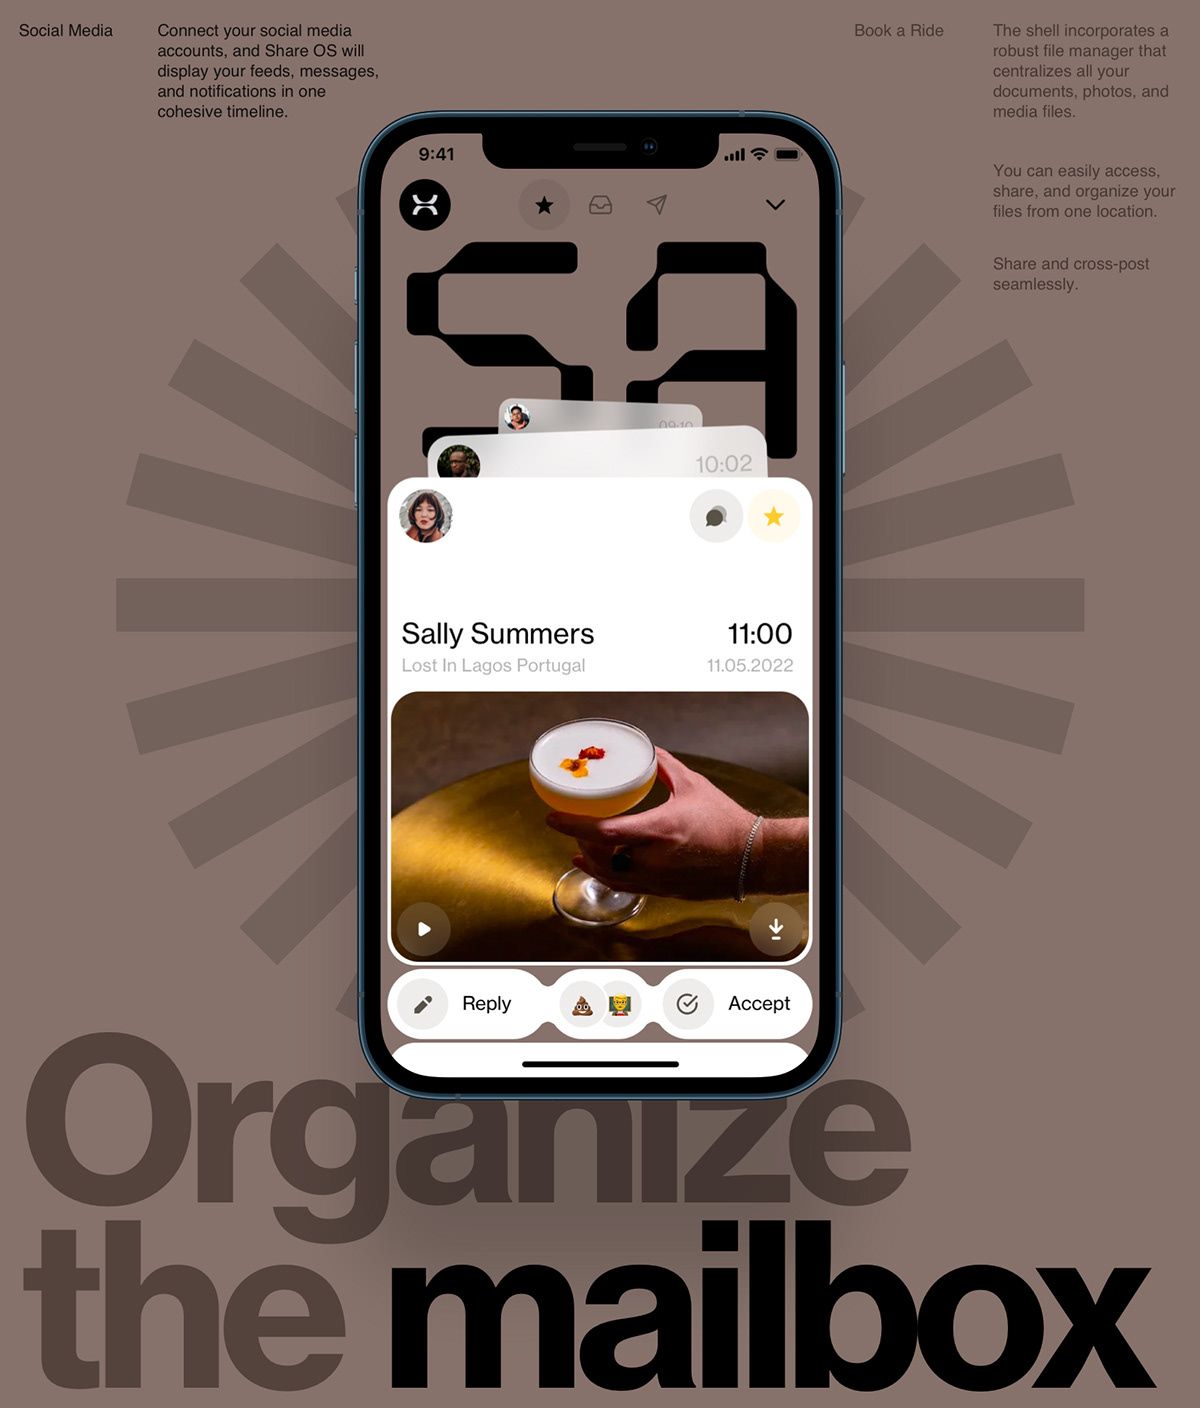 Social Media
Connect your social media
accounts, and Share OS will
display your feeds, messages,
and notifications in one
cohesive timeline.
Book a Ride
The shell incorporates a
robust file manager that
centralizes all your
documents, photos, and
media files.
You can easily access,
share, and organize your
files from one location.
Share and cross-post
seamlessly.
9:41
SA
09:10
10:02
Sally Summers
11:00
Lost In Lagos Portugal
11.05.2022
Reply
Accept
Organize
the mailbox